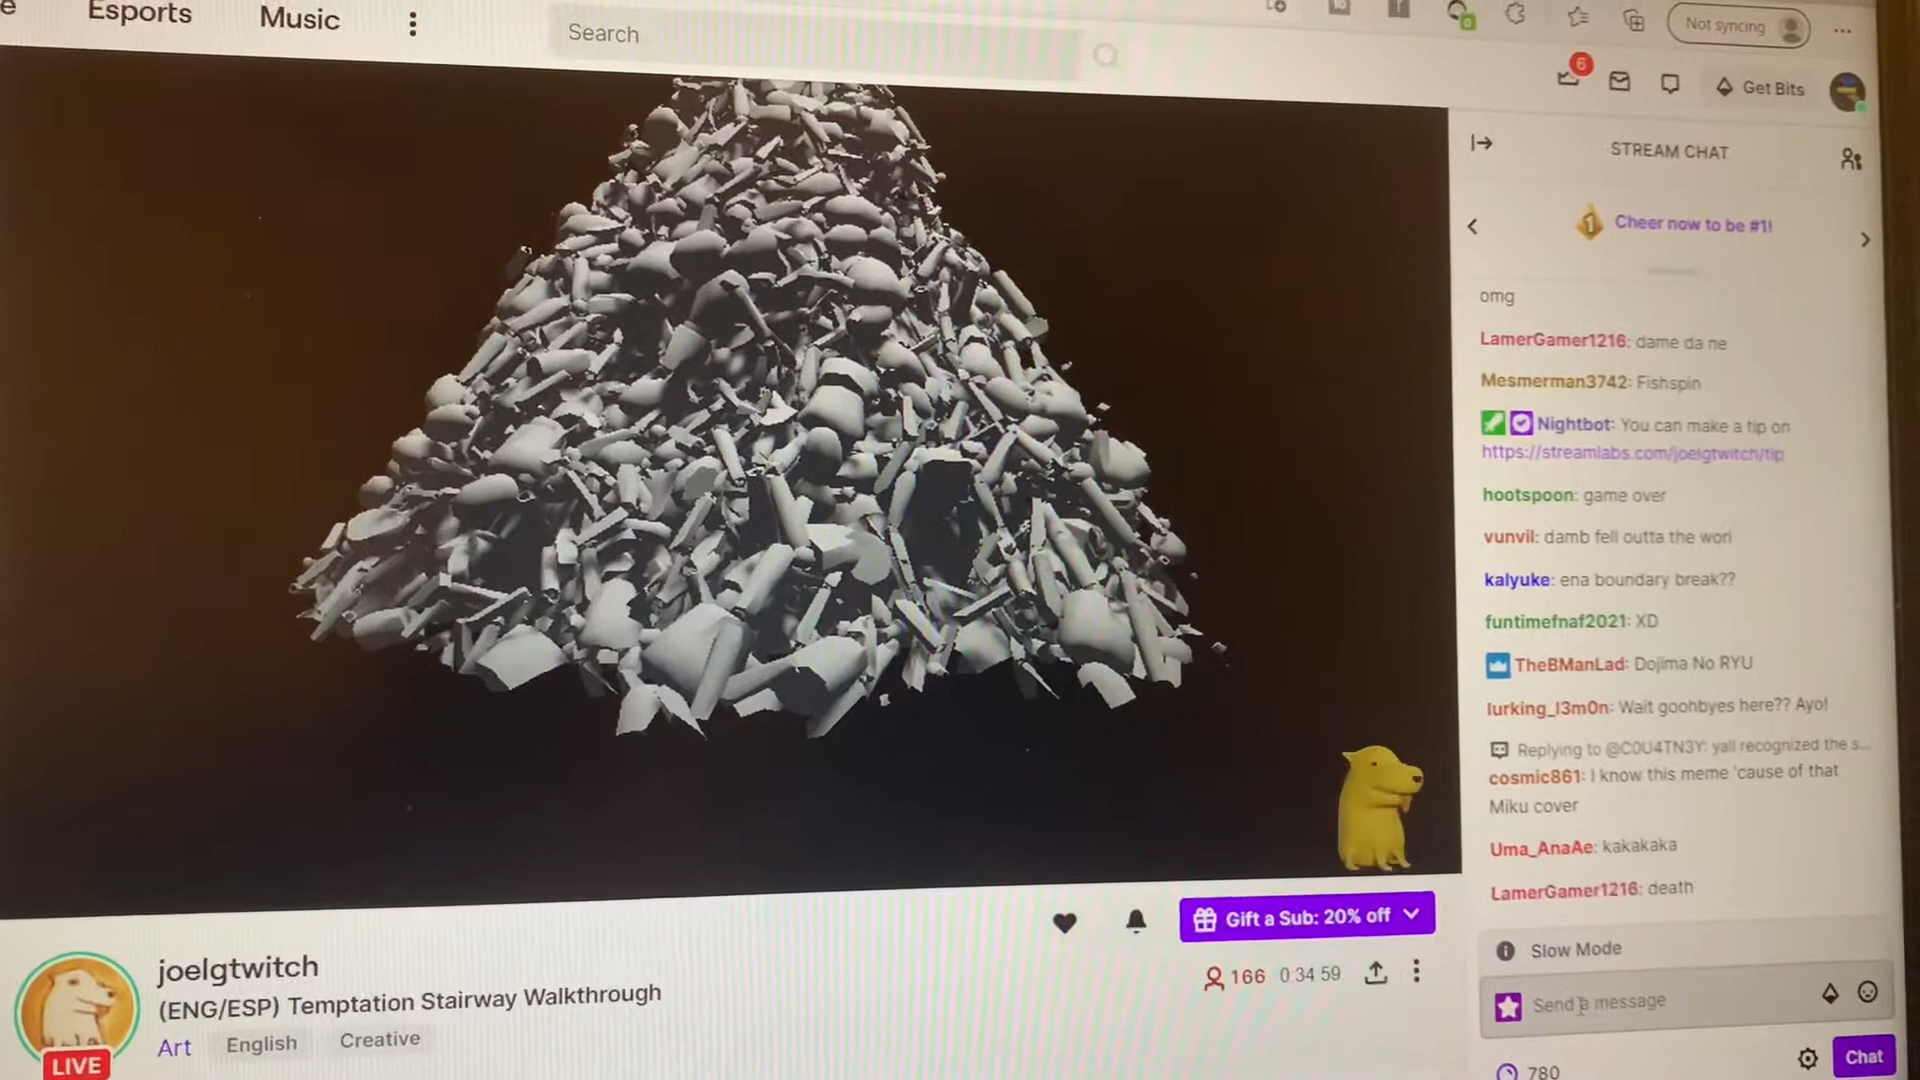 e Esports Music
Search
Not syncing
6
Get Bits
STREAM CHAT
1 Cheer now to be #1!
omg
LamerGamer1216: dame da ne
Mesmerman3742: Fishspin
Nightbot: You can make a tip on
https://streamlabs.com/joelgtwitch/tip
hootspoon: game over
vunvil: damb fell outta the worl
kalyuke: ena boundary break??
funtimefnaf2021: XD
TheBManLad: Dojima No RYU
lurking_l3m0n: Wait goohbyes here?? Ayo!
Replying to @C0U4TN3Y: yall recognized the s...
cosmic861: I know this meme 'cause of that
Miku cover
Uma_AnaAe: kakakaka
LamerGamer1216: death
Slow Mode
Send a message
780
Chat
Gift a Sub: 20% off
joelgtwitch
166 0:34:59
(ENG/ESP) Temptation Stairway Walkthrough
Art English Creative
LIVE